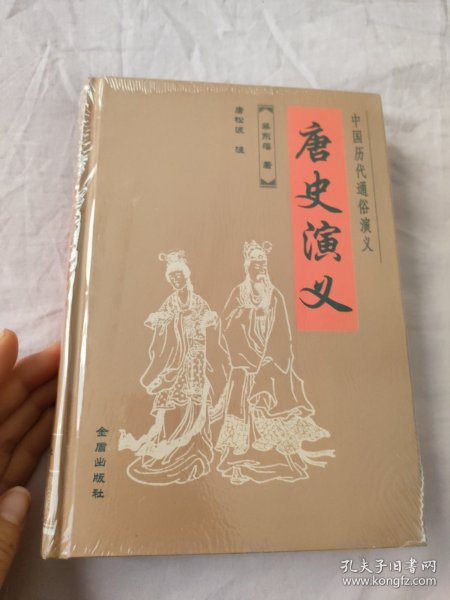 中国历代通俗演义
唐史演义
【蔡东藩 著】
唐松波 注
金盾出版社
孔夫子旧书网
www.kongfz.com